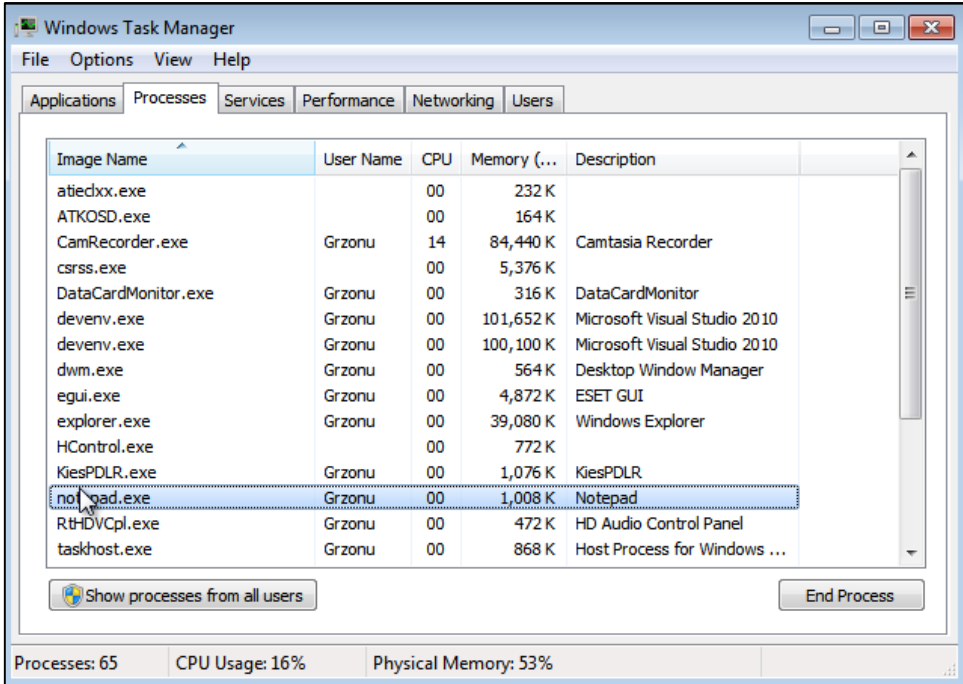 Windows Task Manager
File Options View Help
Applications Processes Services Performance Networking Users
Image Name User Name CPU Memory (... Description
atieclxx.exe 00 232 K
ATKOSD.exe 00 164 K
CamRecorder.exe Grzonu 14 84,440 K Camtasia Recorder
csrss.exe 00 5,376 K
DataCardMonitor.exe Grzonu 00 316 K DataCardMonitor
devenv.exe Grzonu 00 101,652 K Microsoft Visual Studio 2010
devenv.exe Grzonu 00 100,100 K Microsoft Visual Studio 2010
dwm.exe Grzonu 00 564 K Desktop Window Manager
egui.exe Grzonu 00 4,872 K ESET GUI
explorer.exe Grzonu 00 39,080 K Windows Explorer
HControl.exe 00 772 K
KiesPDLR.exe Grzonu 00 1,076 K KiesPDLR
notepad.exe Grzonu 00 1,008 K Notepad
RtHDVCpl.exe Grzonu 00 472 K HD Audio Control Panel
taskhost.exe Grzonu 00 868 K Host Process for Windows ...
Show processes from all users End Process
Processes: 65 CPU Usage: 16% Physical Memory: 53%